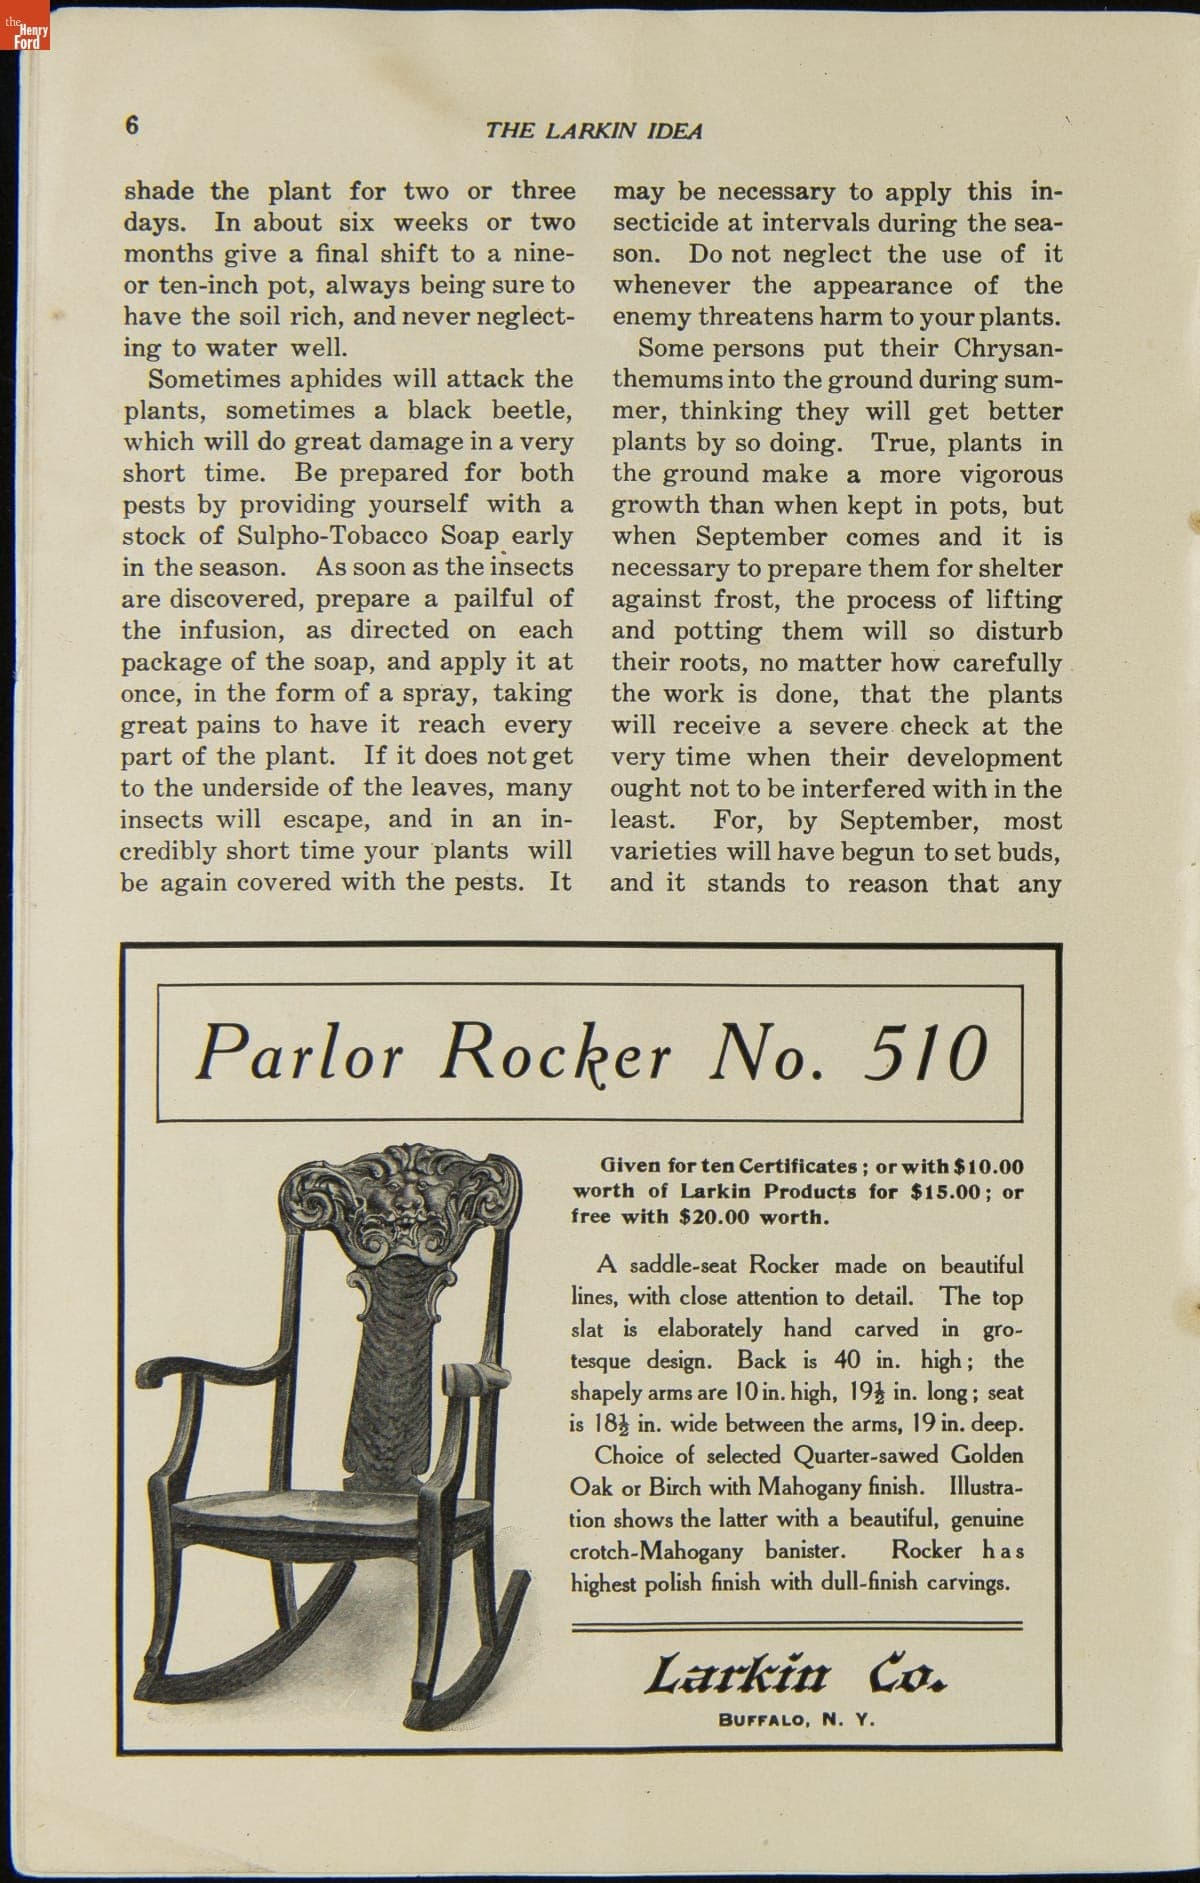 the
Henry
Ford
6
THE LARKIN IDEA
shade the plant for two or three
days. In about six weeks or two
months give a final shift to a nine-
or ten-inch pot, always being sure to
have the soil rich, and never neglect-
ing to water well.
Sometimes aphides will attack the
plants, sometimes a black beetle,
which will do great damage in a very
short time. Be prepared for both
pests by providing yourself with a
stock of Sulpho-Tobacco Soap early
in the season. As soon as the insects
are discovered, prepare a pailful of
the infusion, as directed on each
package of the soap, and apply it at
once, in the form of a spray, taking
great pains to have it reach every
part of the plant. If it does not get
to the underside of the leaves, many
insects will escape, and in an in-
credibly short time your plants will
be again covered with the pests. It
may be necessary to apply this in-
secticide at intervals during the sea-
son. Do not neglect the use of it
whenever the appearance of the
enemy threatens harm to your plants.
Some persons put their Chrysan-
themums into the ground during sum-
mer, thinking they will get better
plants by so doing. True, plants in
the ground make a more vigorous
growth than when kept in pots, but
when September comes and it is
necessary to prepare them for shelter
against frost, the process of lifting
and potting them will so disturb
their roots, no matter how carefully
the work is done, that the plants
will receive a severe check at the
very time when their development
ought not to be interfered with in the
least. For, by September, most
varieties will have begun to set buds,
and it stands to reason that any
Parlor Rocker No. 510
Given for ten Certificates; or with $10.00
worth of Larkin Products for $15.00; or
free with $20.00 worth.
A saddle-seat Rocker made on beautiful
lines, with close attention to detail. The top
slat is elaborately hand carved in gro-
tesque design. Back is 40 in. high; the
shapely arms are 10 in. high, 19½ in. long; seat
is 18½ in. wide between the arms, 19 in. deep.
Choice of selected Quarter-sawed Golden
Oak or Birch with Mahogany finish. Illustra-
tion shows the latter with a beautiful, genuine
crotch-Mahogany banister. Rocker has
highest polish finish with dull-finish carvings.
Larkin Co.
BUFFALO, N. Y.